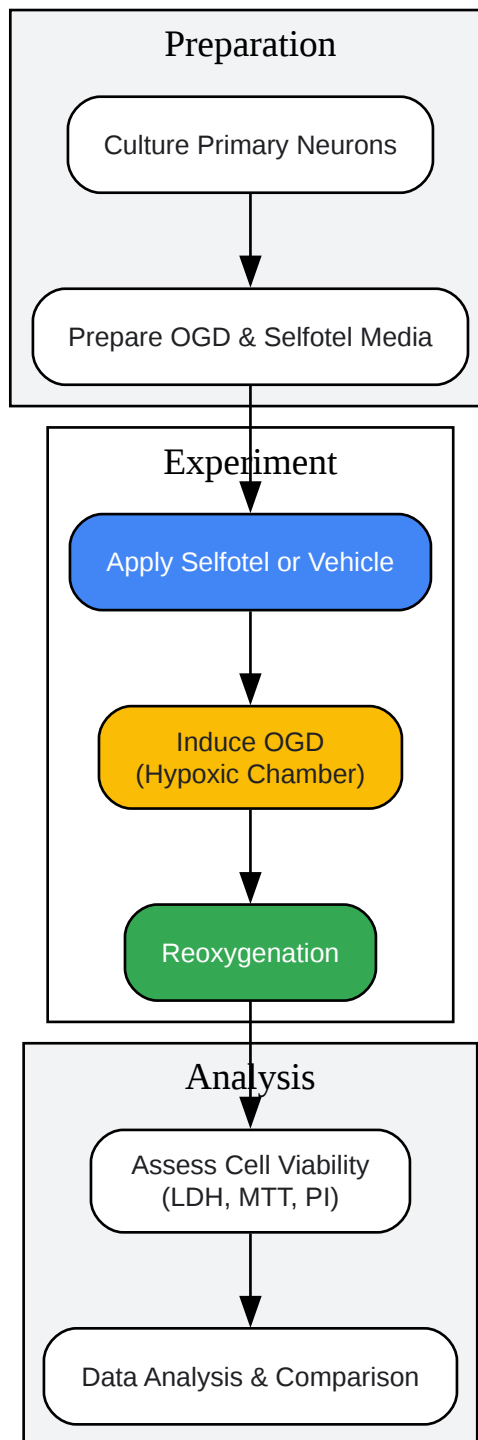 Preparation
Culture Primary Neurons
Prepare OGD & Selfotel Media
Experiment
Apply Selfotel or Vehicle
Induce OGD
(Hypoxic Chamber)
Reoxygenation
Analysis
Assess Cell Viability
(LDH, MTT, PI)
Data Analysis & Comparison